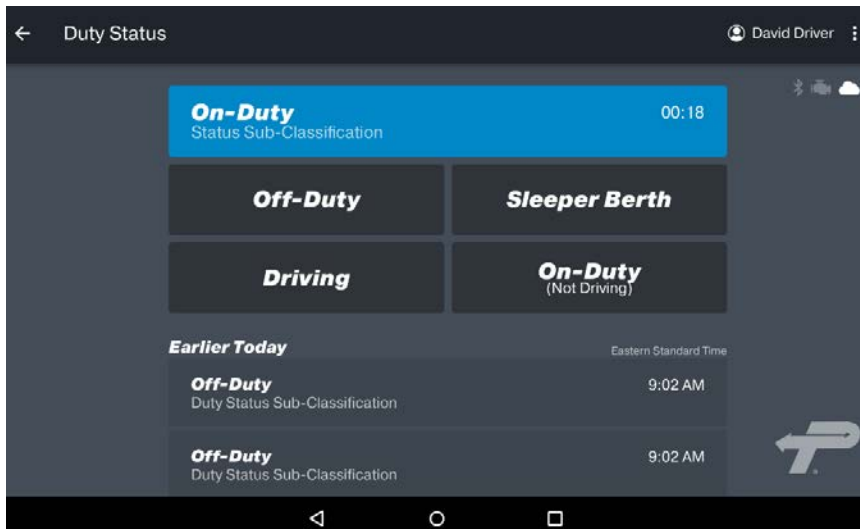 Duty Status
David Driver
On-Duty
00:18
Status Sub-Classification
Off-Duty
Sleeper Berth
Driving
On-Duty
(Not Driving)
Earlier Today
Eastern Standard Time
Off-Duty
9:02 AM
Duty Status Sub-Classification
Off-Duty
9:02 AM
Duty Status Sub-Classification